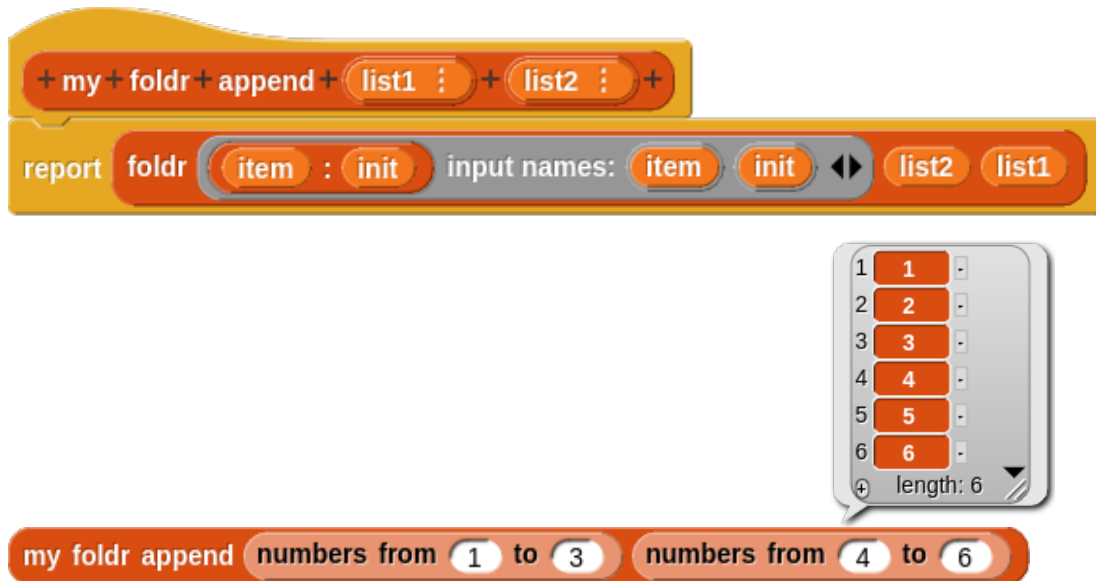 + my + foldr + append + list1 ⋮ + list2 ⋮ +
report foldr item : init input names: item init list2 list1
1 1 -
2 2 -
3 3 -
4 4 -
5 5 -
6 6 -
+ length: 6
my foldr append numbers from 1 to 3 numbers from 4 to 6